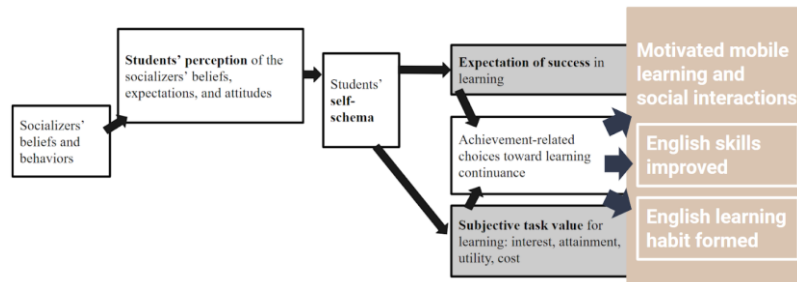 Socializers'
beliefs and
behaviors
Students' perception of the
socializers' beliefs,
expectations, and attitudes
Students'
self-
schema
Expectation of success in
learning
Achievement-related
choices toward learning
continuance
Subjective task value for
learning: interest, attainment,
utility, cost
Motivated mobile
learning and
social interactions
English skills
improved
English learning
habit formed